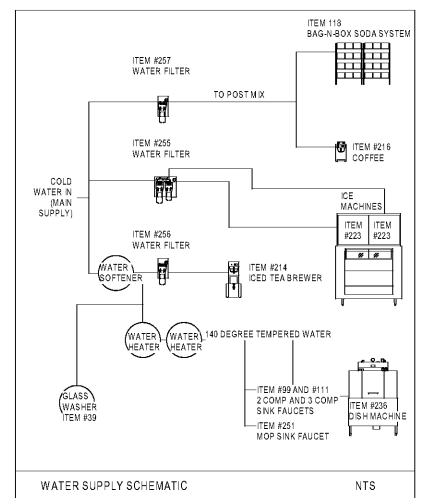 ITEM 118
BAG-N-BOX SODA SYSTEM
ITEM #257
WATER FILTER
TO POST MIX
ITEM #255
WATER FILTER
ITEM #216
COFFEE
COLD
WATER IN
(MAIN
SUPPLY)
ICE
MACHINES
ITEM
#223
ITEM
#223
ITEM #256
WATER FILTER
WATER
SOFTENER
ITEM #214
ICED TEA BREWER
WATER
HEATER
WATER
HEATER
140 DEGREE TEMPERED WATER
GLASS
WASHER
ITEM #39
ITEM #99 AND #111
2 COMP AND 3 COMP
SINK FAUCETS
ITEM #251
MOP SINK FAUCET
ITEM #236
DISH MACHINE
WATER SUPPLY SCHEMATIC
NTS